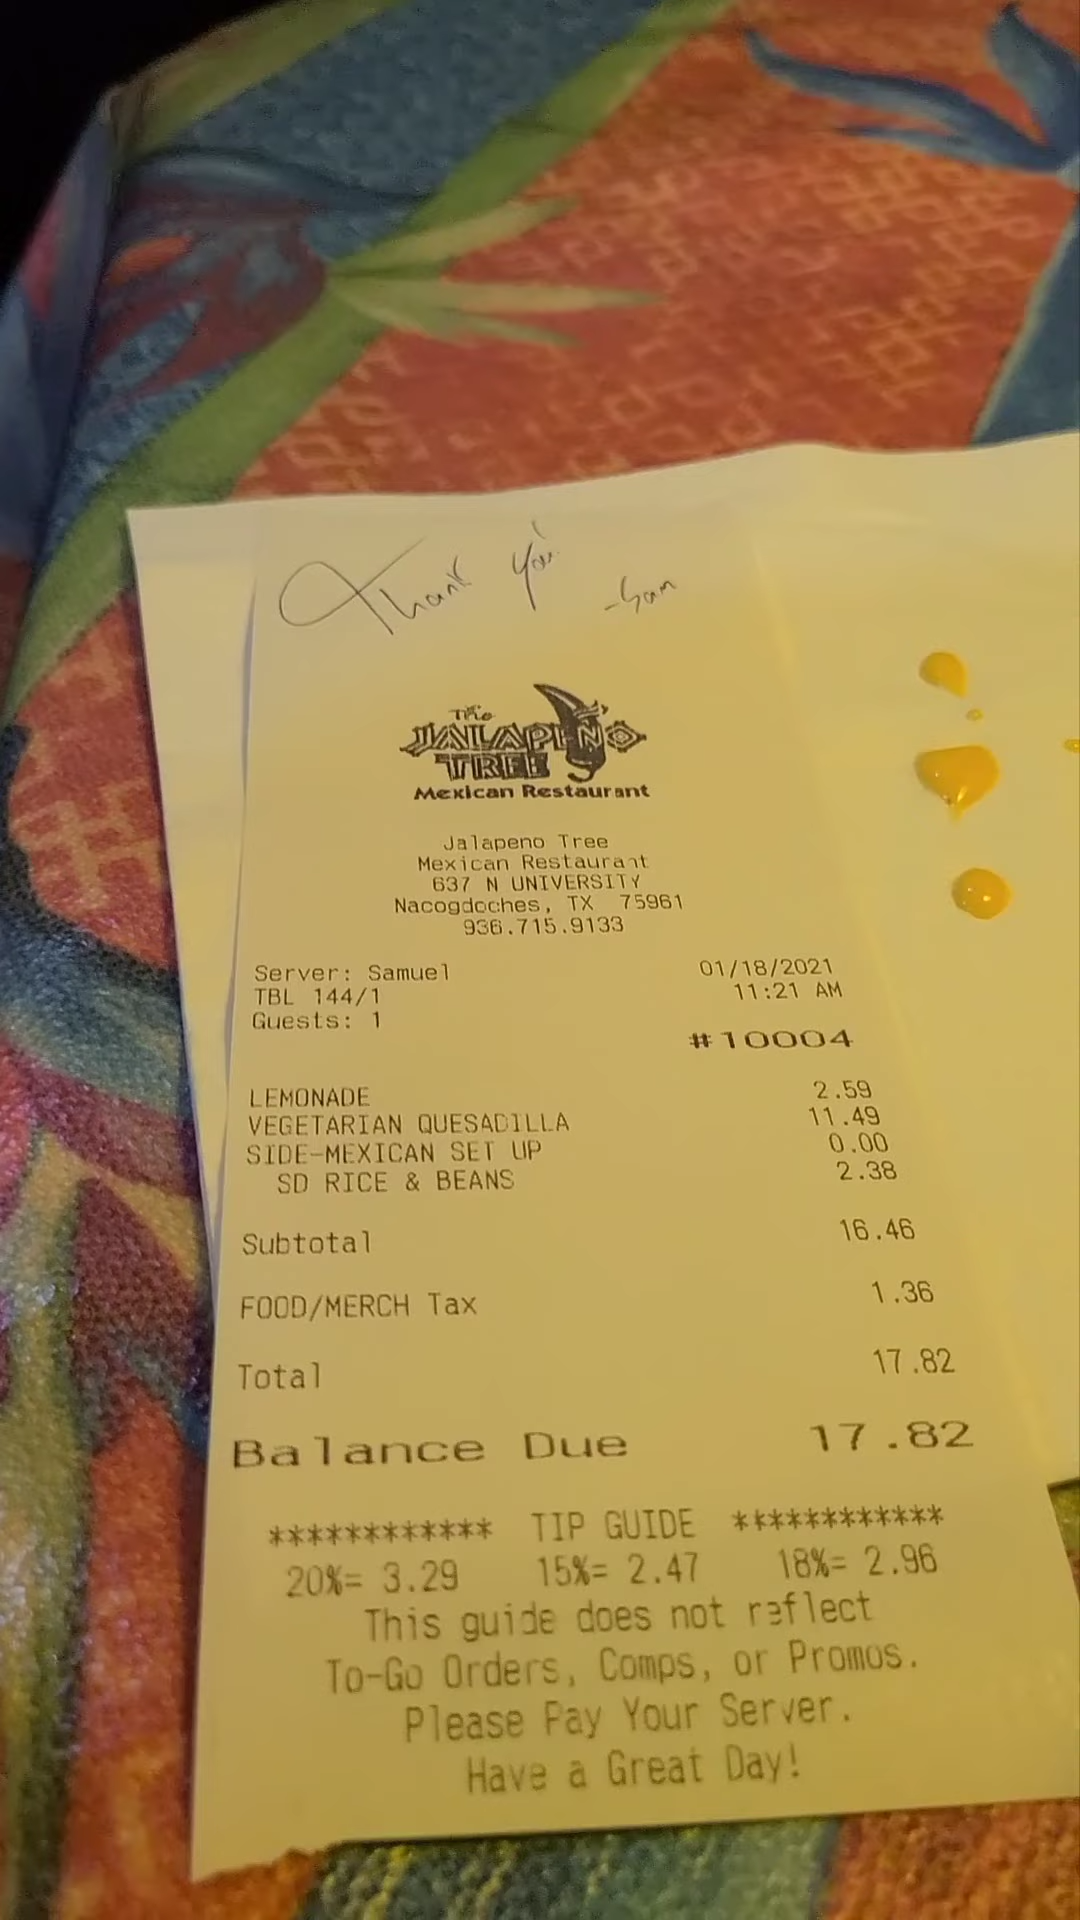 Thank you
-Sam
The
JALAPENO
TREE
Mexican Restaurant
Jalapeno Tree
Mexican Restaurant
637 N UNIVERSITY
Nacogdoches, TX 75961
936.715.9133
Server: Samuel 01/18/2021
TBL 144/1 11:21 AM
Guests: 1
#10004
LEMONADE 2.59
VEGETARIAN QUESADILLA 11.49
SIDE-MEXICAN SET UP 0.00
SD RICE & BEANS 2.38
Subtotal 16.46
FOOD/MERCH Tax 1.36
Total 17.82
Balance Due 17.82
************ TIP GUIDE ************
20%= 3.29 15%= 2.47 18%= 2.96
This guide does not reflect
To-Go Orders, Comps, or Promos.
Please Pay Your Server.
Have a Great Day!